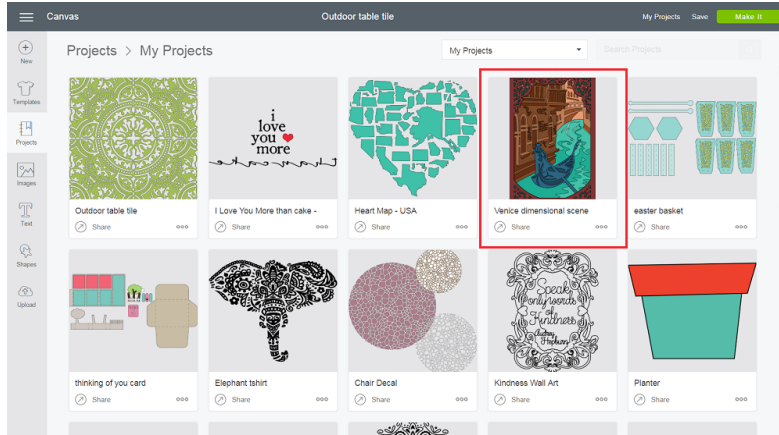 Canvas
Outdoor table tile
My Projects
Save
Make It
New
Templates
Projects
Images
Text
Shapes
Upload
Projects > My Projects
My Projects
Search Projects
i
love
you
more
thancake
Outdoor table tile
I Love You More than cake -
Heart Map - USA
Venice dimensional scene
easter basket
Share
Share
Share
Share
Share
Speak
only words
of
Kindness
Audrey
Hepburn
thinking of you card
Elephant tshirt
Chair Decal
Kindness Wall Art
Planter
Share
Share
Share
Share
Share